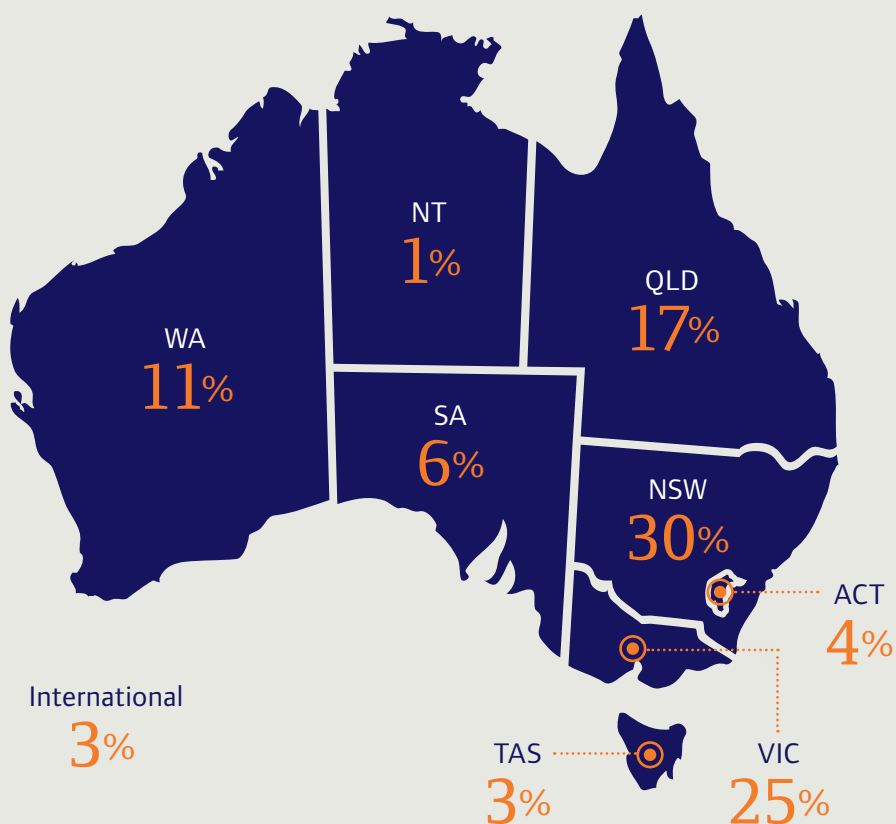 NT
1%
QLD
17%
WA
11%
SA
6%
NSW
30%
ACT
4%
International
3%
TAS
3%
VIC
25%